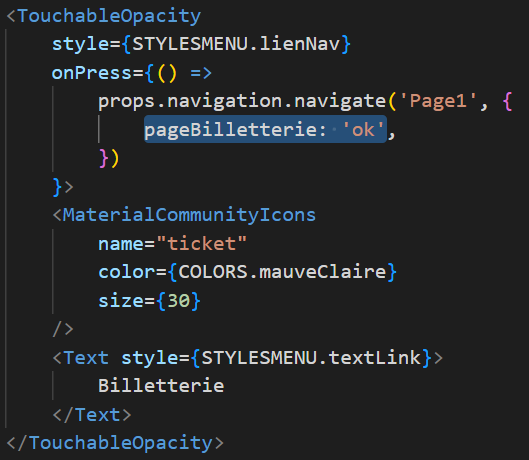 <TouchableOpacity
style={STYLESMENU.lienNav}
onPress={() =>
props.navigation.navigate('Page1', {
pageBilletterie: 'ok',
})
}>
<MaterialCommunityIcons
name="ticket"
color={COLORS.mauveClaire}
size={30}
/>
<Text style={STYLESMENU.textLink}>
Billetterie
</Text>
</TouchableOpacity>